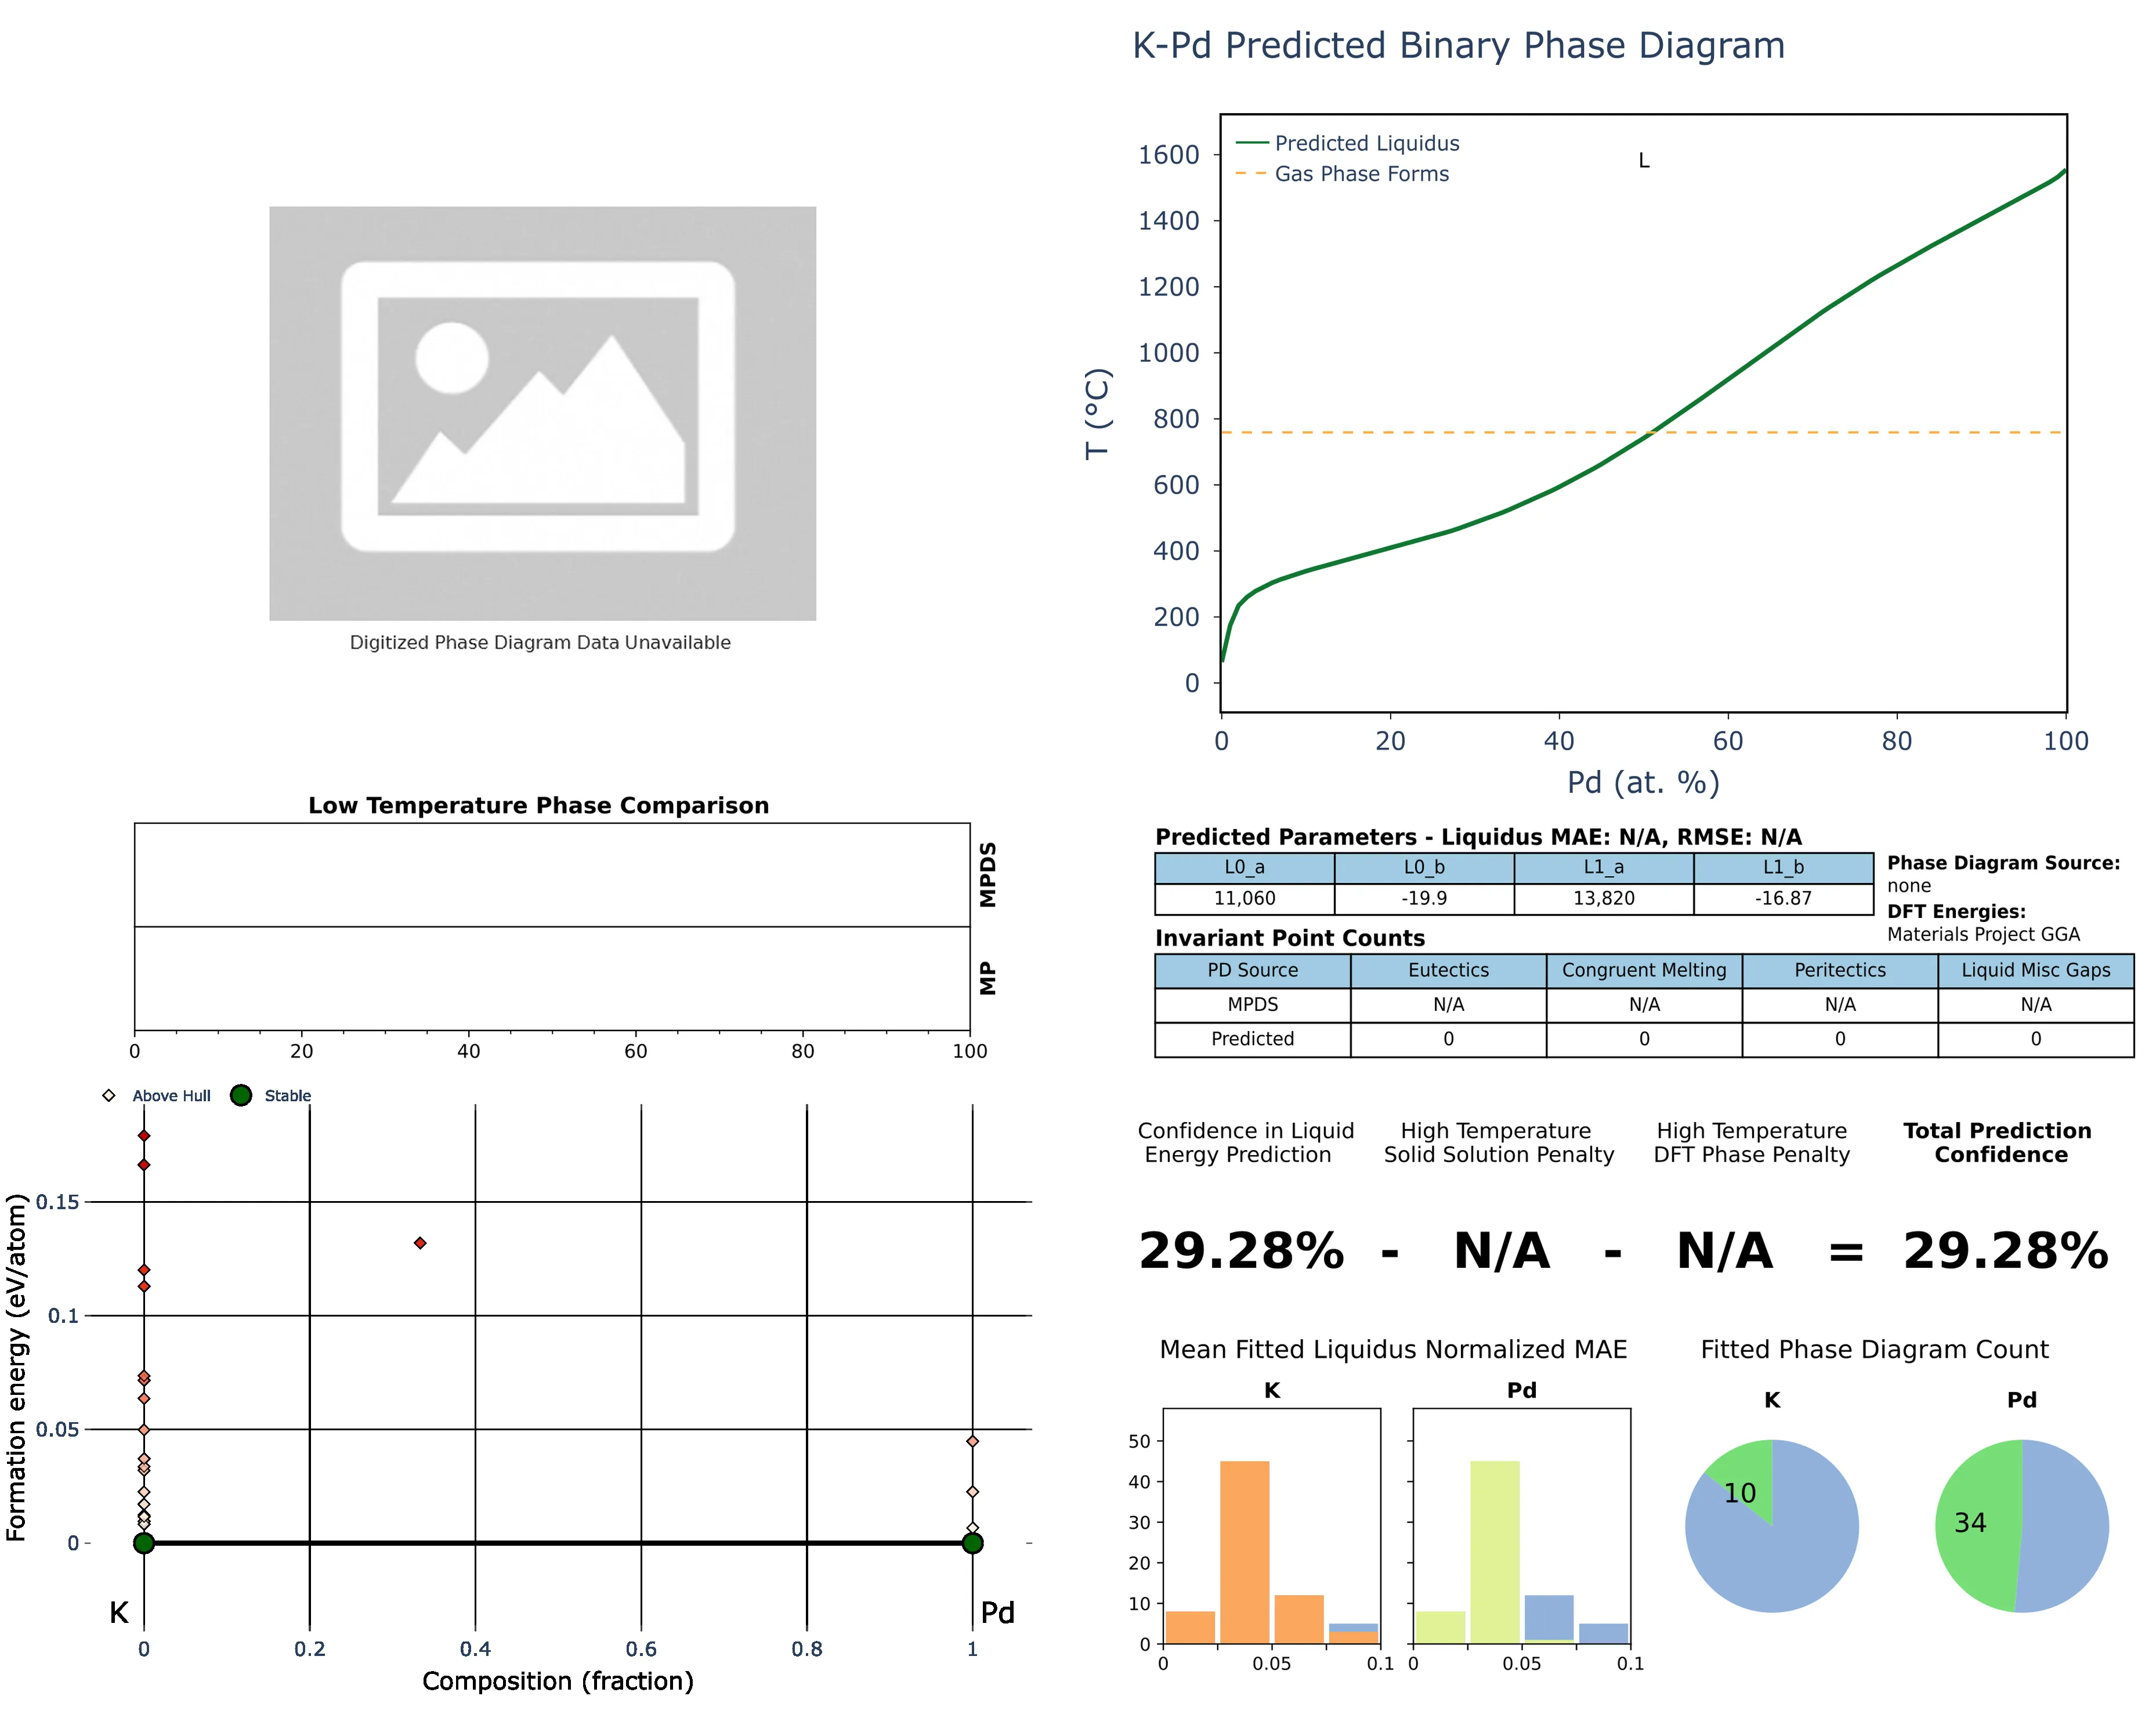 K-Pd Predicted Binary Phase Diagram
Predicted Liquidus
Gas Phase Forms
L
1600
1400
1200
1000
800
600
400
200
0
T (°C)
0 20 40 60 80 100
Pd (at. %)
Digitized Phase Diagram Data Unavailable
Low Temperature Phase Comparison
MPDS
MP
0 20 40 60 80 100
Predicted Parameters - Liquidus MAE: N/A, RMSE: N/A
L0_a L0_b L1_a L1_b
11,060 -19.9 13,820 -16.87
Phase Diagram Source:
none
DFT Energies:
Materials Project GGA
Invariant Point Counts
PD Source Eutectics Congruent Melting Peritectics Liquid Misc Gaps
MPDS N/A N/A N/A N/A
Predicted 0 0 0 0
Above Hull Stable
0.15
0.1
0.05
0
Formation energy (eV/atom)
K Pd
0 0.2 0.4 0.6 0.8 1
Composition (fraction)
Confidence in Liquid
Energy Prediction
High Temperature
Solid Solution Penalty
High Temperature
DFT Phase Penalty
Total Prediction
Confidence
29.28% - N/A - N/A = 29.28%
Mean Fitted Liquidus Normalized MAE
K Pd
50
40
30
20
10
0
0 0.05 0.1 0 0.05 0.1
Fitted Phase Diagram Count
K Pd
10 34